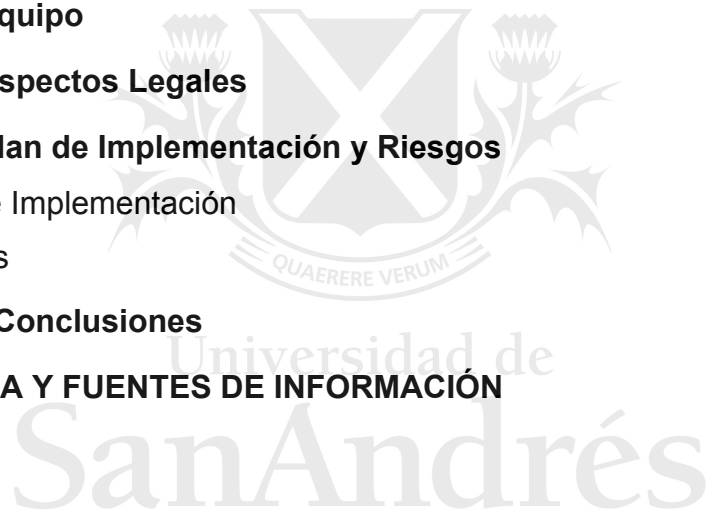 quipo
spectos Legales
lan de Implementación y Riesgos
e Implementación
s
Conclusiones
QUAERERE VERUM
Universidad de
A Y FUENTES DE INFORMACIÓN
SanAndrés